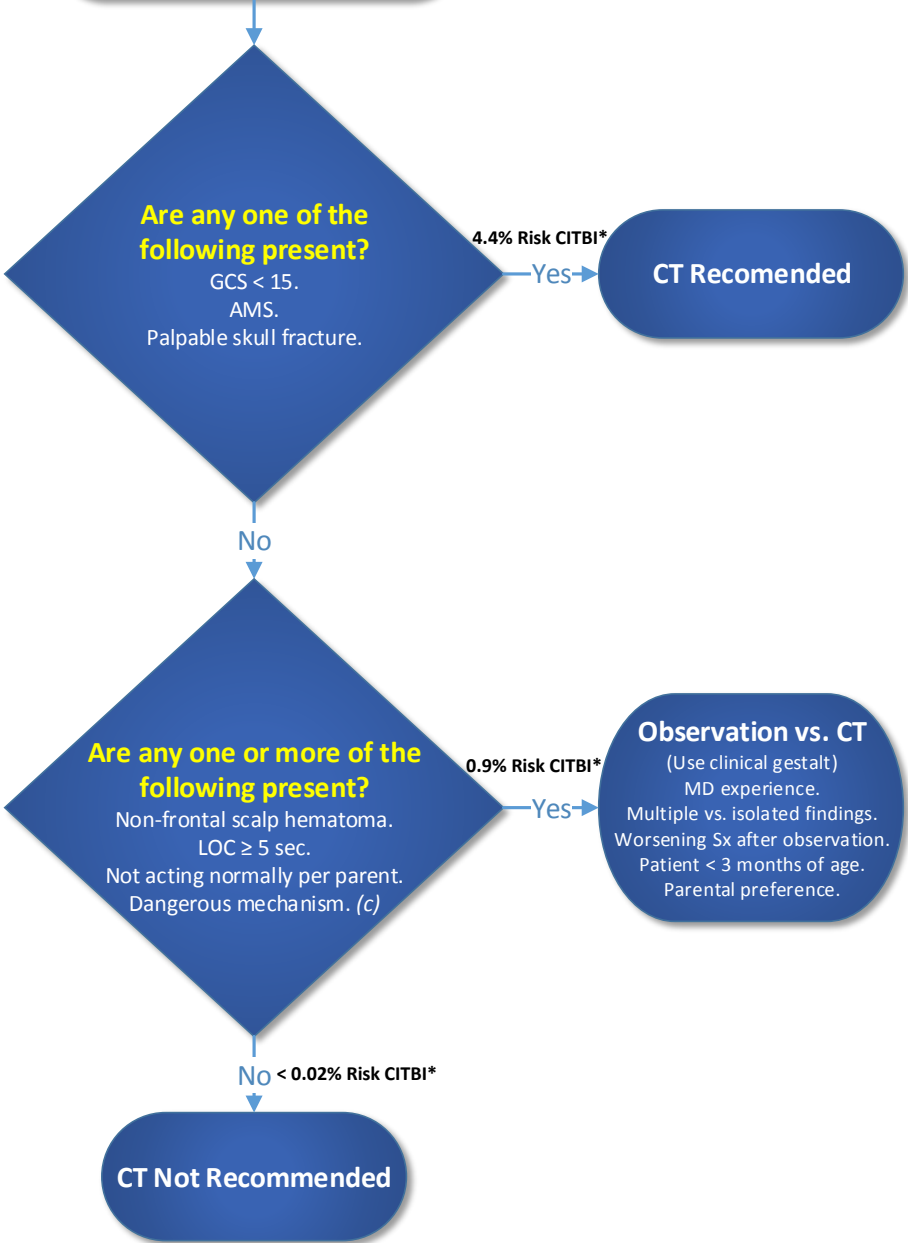 Are any one of the
following present?
GCS < 15.
AMS.
Palpable skull fracture.
4.4% Risk CITBI*
Yes
CT Recomended
No
Are any one or more of the
following present?
Non-frontal scalp hematoma.
LOC ≥ 5 sec.
Not acting normally per parent.
Dangerous mechanism. (c)
0.9% Risk CITBI*
Yes
Observation vs. CT
(Use clinical gestalt)
MD experience.
Multiple vs. isolated findings.
Worsening Sx after observation.
Patient < 3 months of age.
Parental preference.
No < 0.02% Risk CITBI*
CT Not Recommended